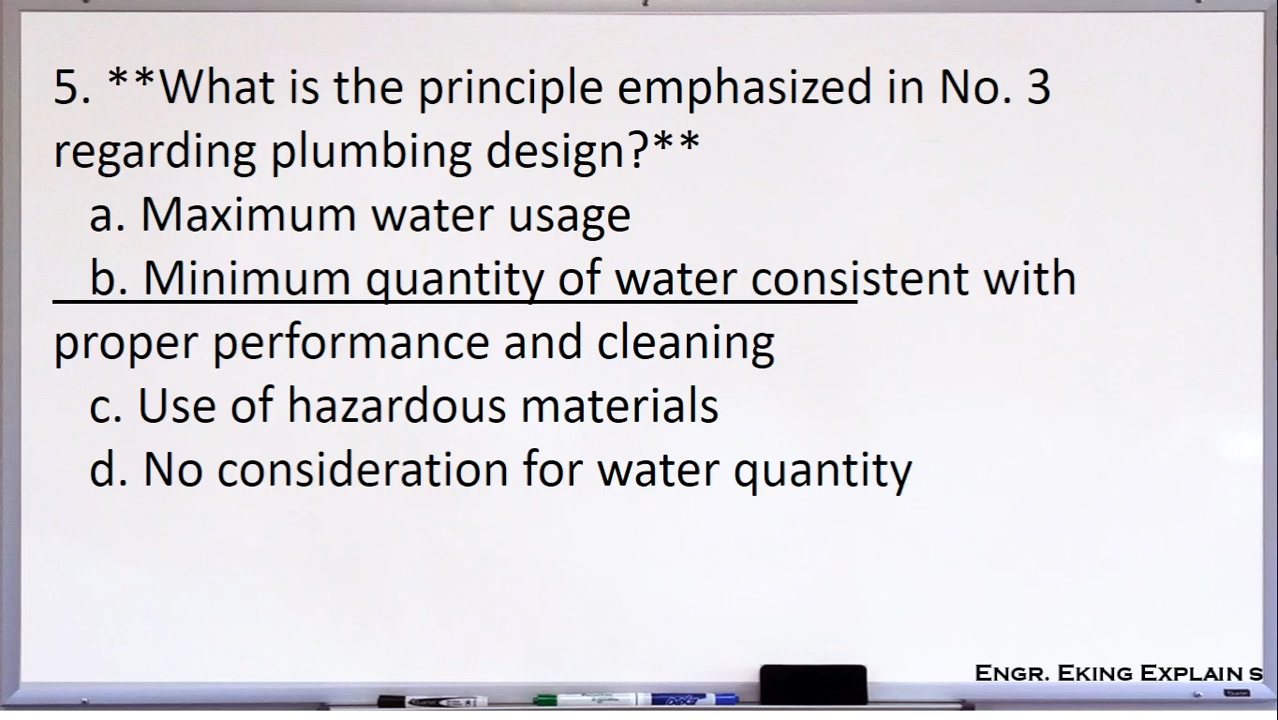 5. **What is the principle emphasized in No. 3
regarding plumbing design?**
a. Maximum water usage
b. Minimum quantity of water consistent with
proper performance and cleaning
c. Use of hazardous materials
d. No consideration for water quantity
ENGR. EKING EXPLAINS